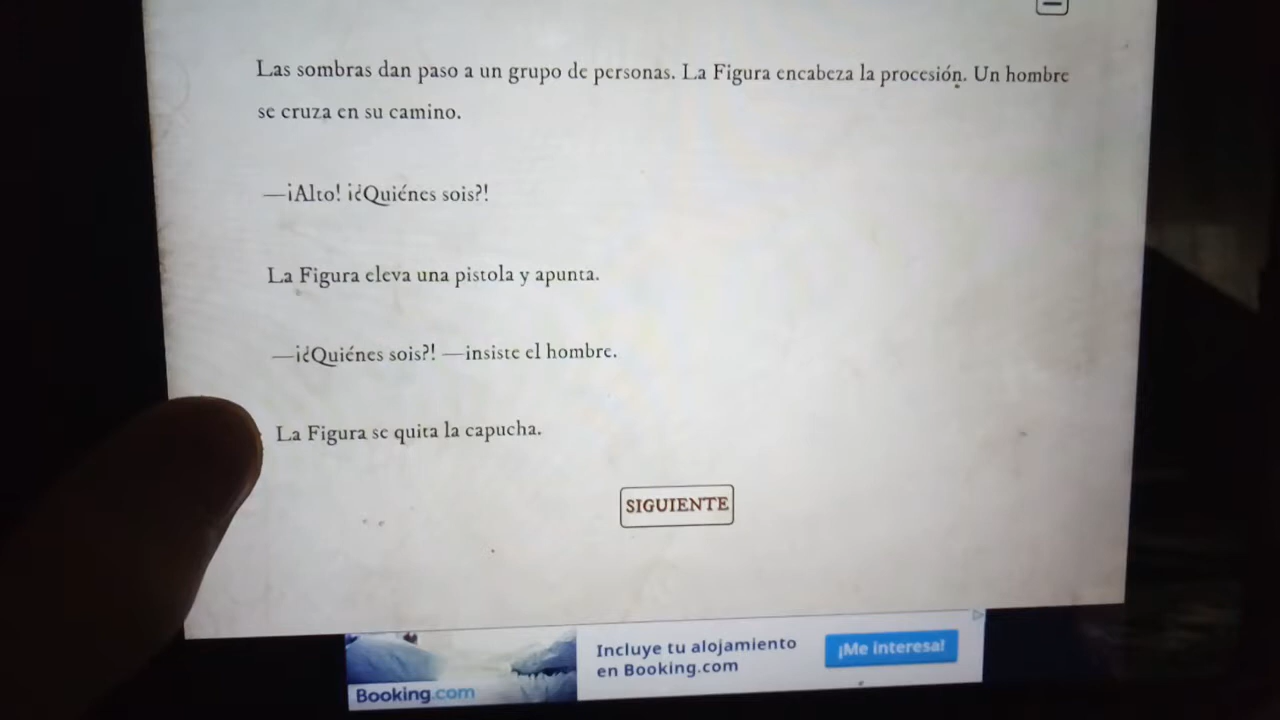 Las sombras dan paso a un grupo de personas. La Figura encabeza la procesión. Un hombre
se cruza en su camino.
—¡Alto! ¡¿Quiénes sois?!
La Figura eleva una pistola y apunta.
—¡¿Quiénes sois?! —insiste el hombre.
La Figura se quita la capucha.
SIGUIENTE
Incluye tu alojamiento
en Booking.com
¡Me interesa!
Booking.com